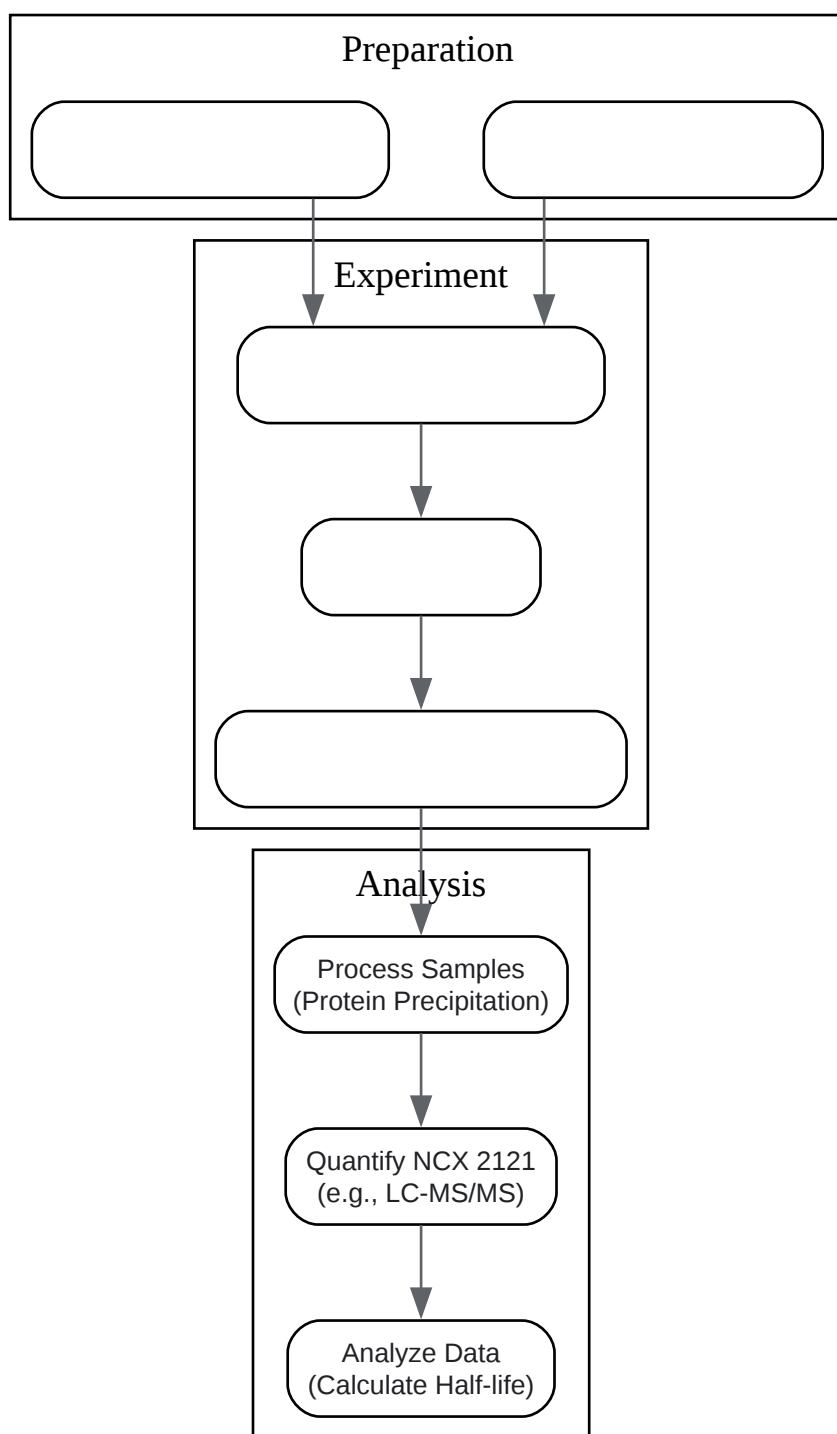 Preparation
Experiment
Analysis
Process Samples
(Protein Precipitation)
Quantify NCX 2121
(e.g., LC-MS/MS)
Analyze Data
(Calculate Half-life)